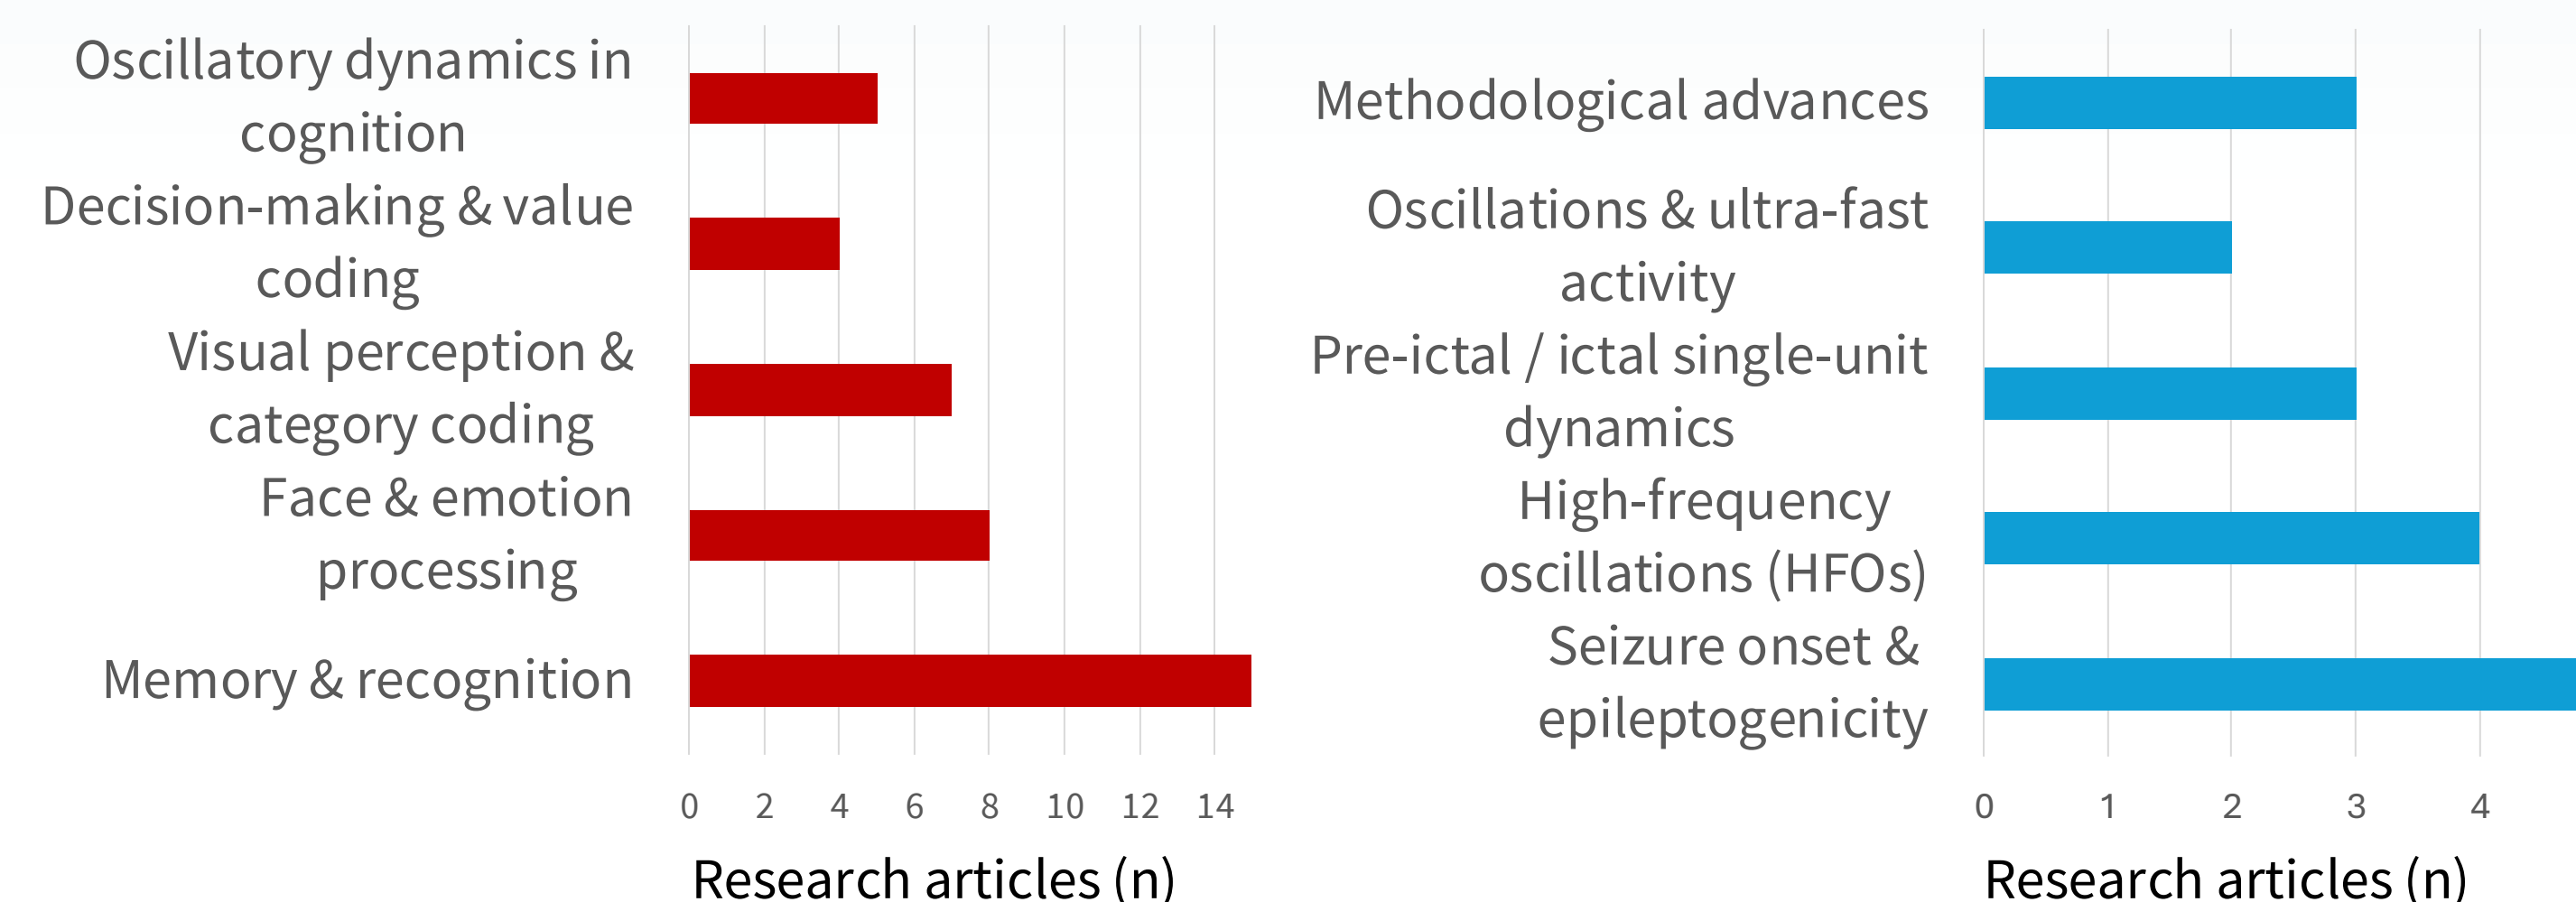 Oscillatory dynamics in
cognition
Decision-making & value
coding
Visual perception &
category coding
Face & emotion
processing
Memory & recognition
0 2 4 6 8 10 12 14
Research articles (n)
Methodological advances
Oscillations & ultra-fast
activity
Pre-ictal / ictal single-unit
dynamics
High-frequency
oscillations (HFOs)
Seizure onset &
epileptogenicity
0 1 2 3 4
Research articles (n)